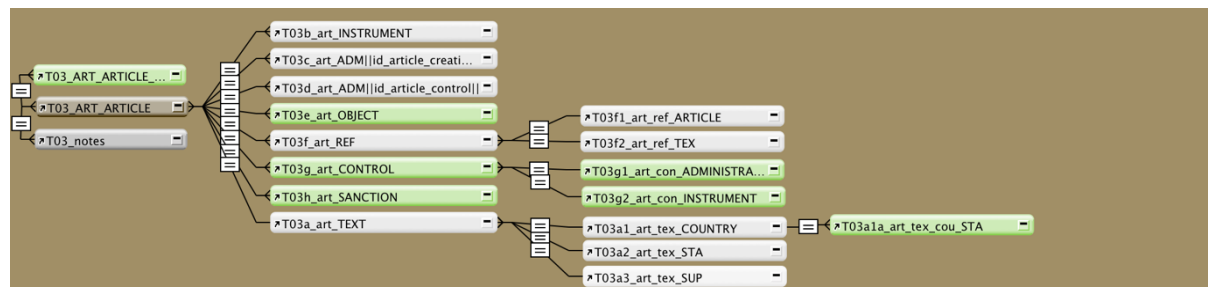 T03_ART_ARTICLE_...
T03_ART_ARTICLE
T03_notes
T03b_art_INSTRUMENT
T03c_art_ADM||id_article_creati...
T03d_art_ADM||id_article_control||
T03e_art_OBJECT
T03f_art_REF
T03g_art_CONTROL
T03h_art_SANCTION
T03a_art_TEXT
T03f1_art_ref_ARTICLE
T03f2_art_ref_TEX
T03g1_art_con_ADMINISTRA...
T03g2_art_con_INSTRUMENT
T03a1_art_tex_COUNTRY
T03a2_art_tex_STA
T03a3_art_tex_SUP
T03a1a_art_tex_cou_STA